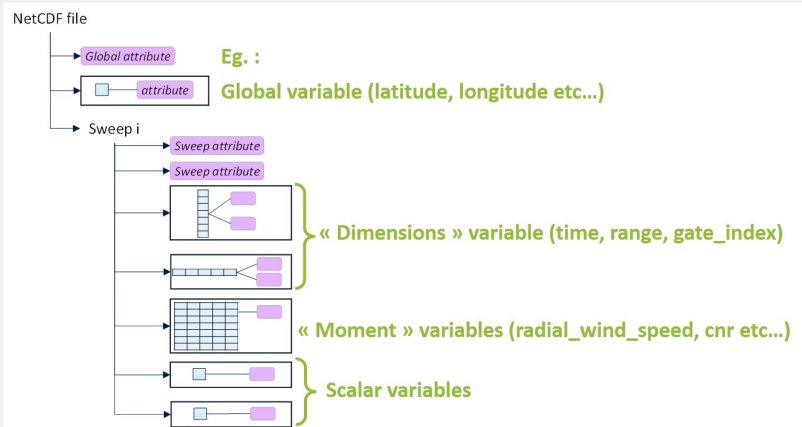 NetCDF file
Global attribute
Eg. :
attribute
Global variable (latitude, longitude etc...)
Sweep i
Sweep attribute
Sweep attribute
« Dimensions » variable (time, range, gate_index)
« Moment » variables (radial_wind_speed, cnr etc...)
Scalar variables